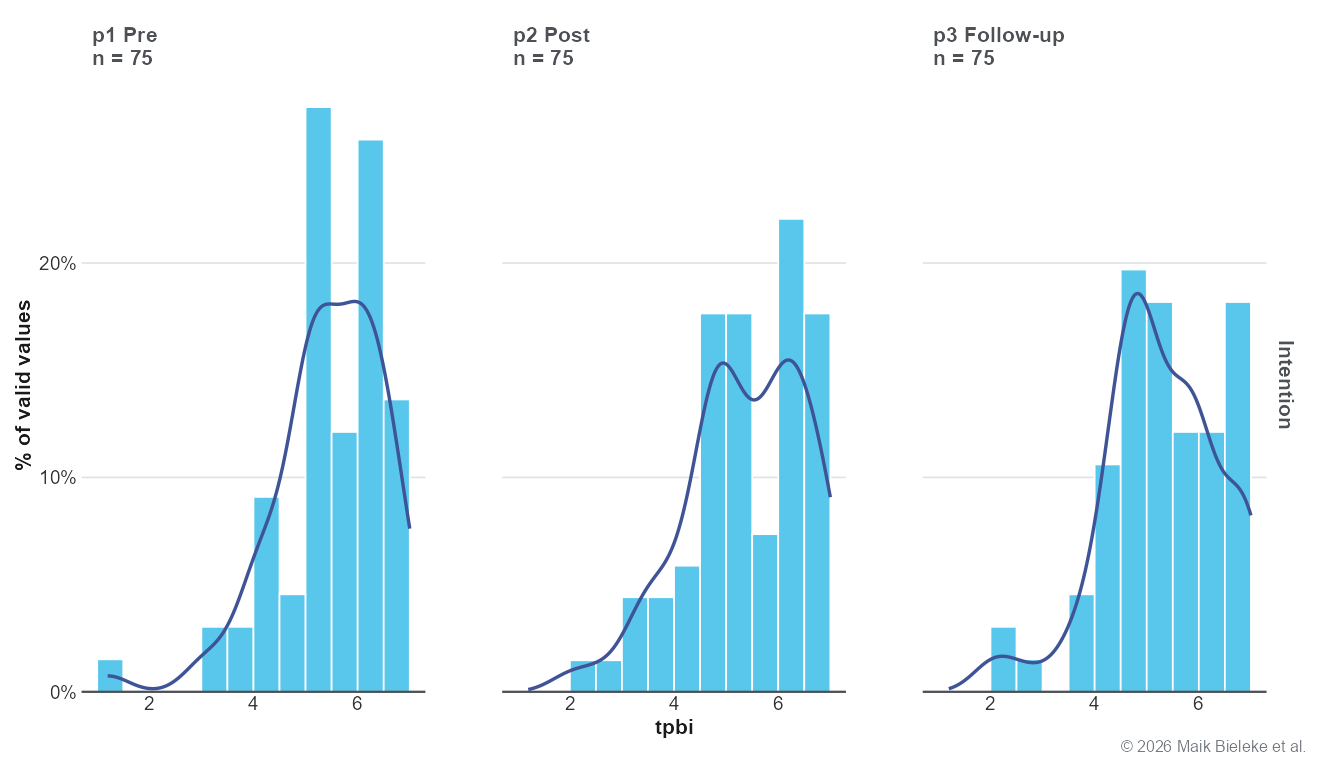 p1 Pre
n = 75
p2 Post
n = 75
p3 Follow-up
n = 75
20%
10%
0%
% of valid values
2
4
6
2
4
6
2
4
6
tpbi
Intention
© 2026 Maik Bieleke et al.